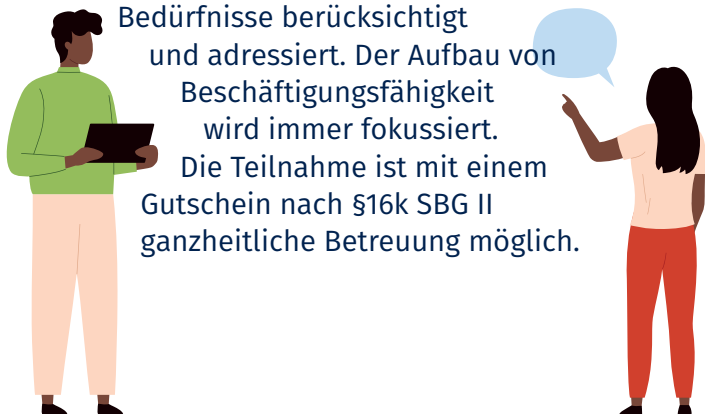 Bedürfnisse berücksichtigt
und adressiert. Der Aufbau von
Beschäftigungsfähigkeit
wird immer fokussiert.
Die Teilnahme ist mit einem
Gutschein nach §16k SBG II
ganzheitliche Betreuung möglich.